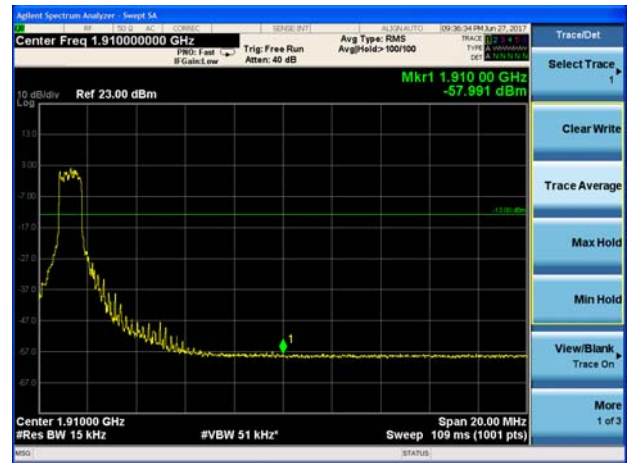 Agilent Spectrum Analyzer - Swept SA
RF 50 Ω AC CORREC SENSE:INT ALIGN AUTO 09:36:34 PM Jun 27, 2017
Center Freq 1.910000000 GHz
PNO: Fast
IFGain:Low
Trig: Free Run
Atten: 40 dB
Avg Type: RMS
Avg|Hold:>100/100
TRACE 1 2 3 4 5
TYPE A
DET A N N N N N
Mkr1 1.910 00 GHz
-57.991 dBm
10 dB/div Ref 23.00 dBm
Log
13.0
3.00
-7.00
-13.00 dBm
-17.0
-27.0
-37.0
-47.0
-57.0
-67.0
1
Center 1.91000 GHz
#Res BW 15 kHz
#VBW 51 kHz*
Span 20.00 MHz
Sweep 109 ms (1001 pts)
MSG
STATUS
Trace/Det
Select Trace
1
Clear Write
Trace Average
Max Hold
Min Hold
View/Blank
Trace On
More
1 of 3